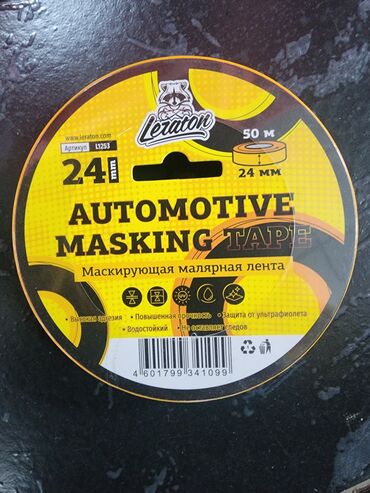 Leraton
www.leraton.com
Артикул L1253
24 mm
50 м
24 мм
AUTOMOTIVE
MASKING TAPE
Маскирующая малярная лента
UV
• Высокая адгезия • Повышенная прочность • Защита от ультрафиолета
• Водостойкий • Не оставляет следов
4 601799 341099